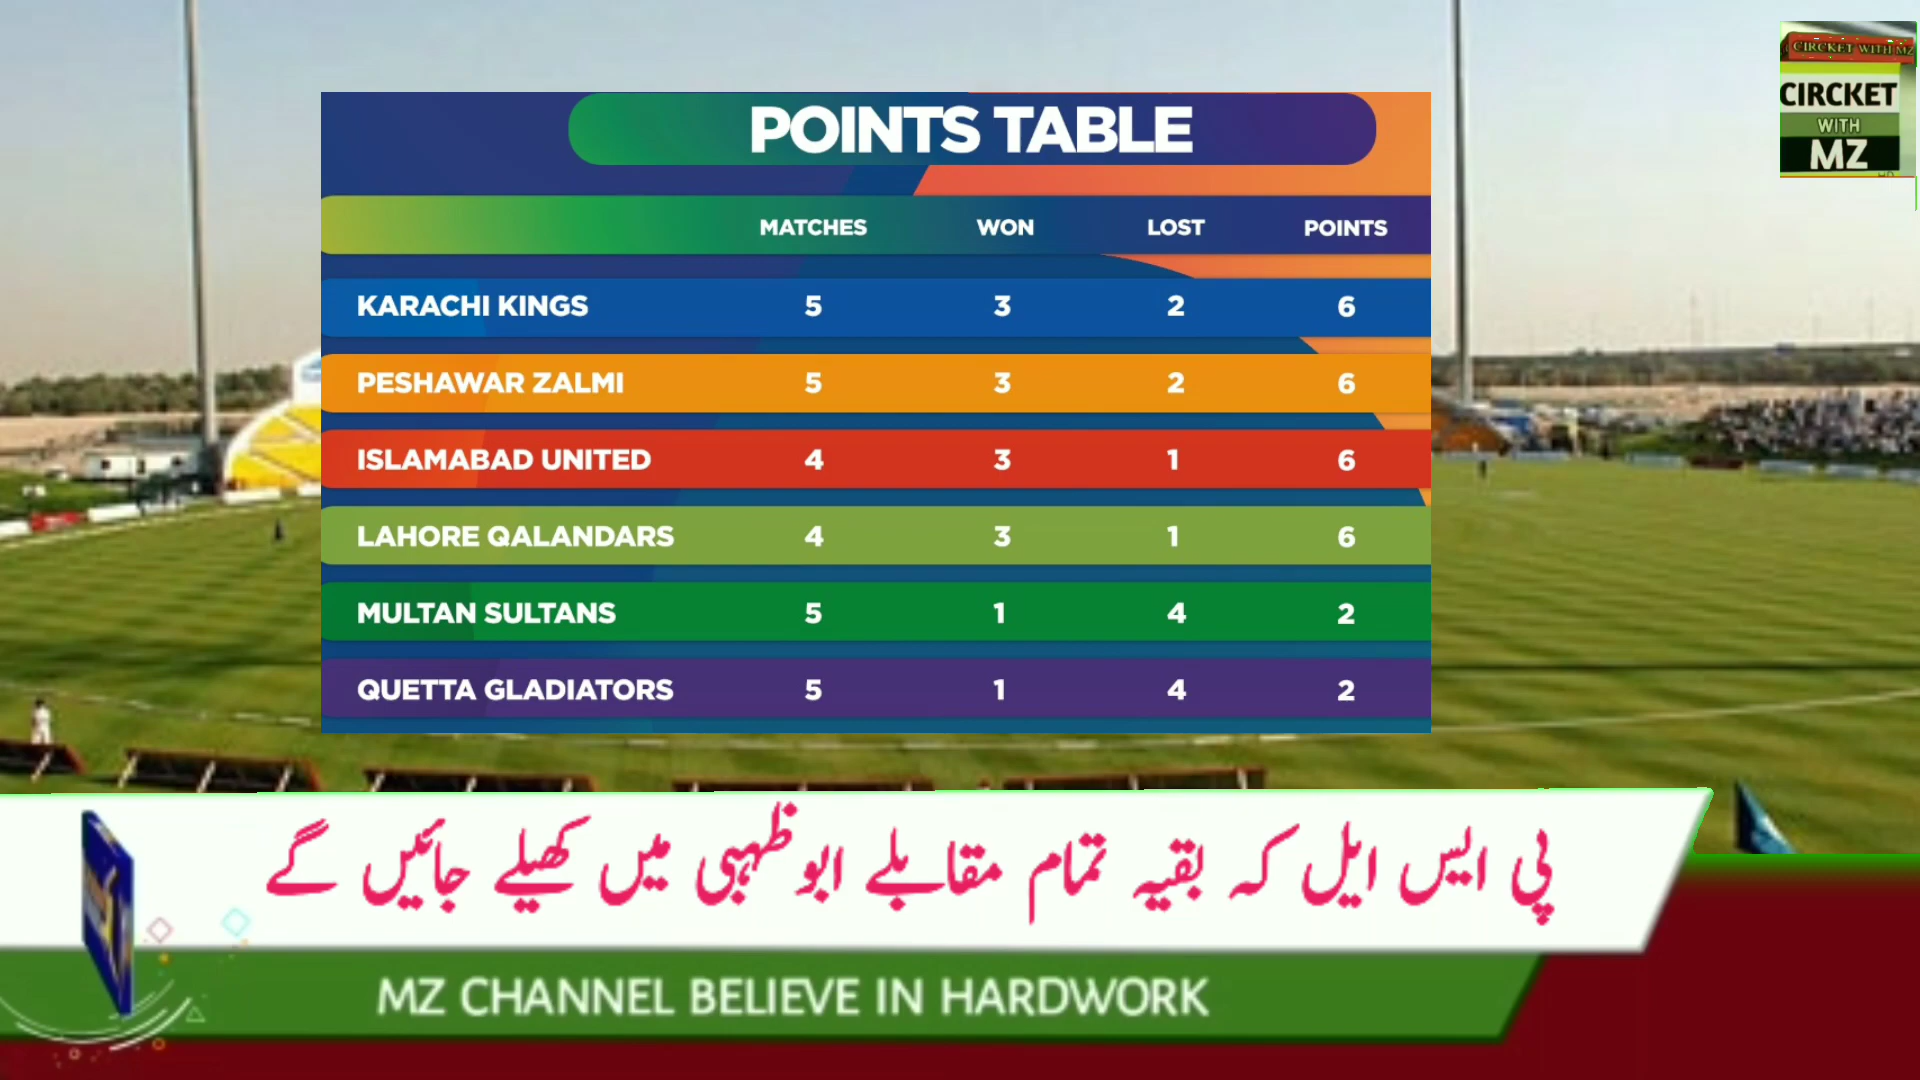 CIRCKET WITH MZ
CIRCKET
WITH
MZ
POINTS TABLE
MATCHES WON LOST POINTS
KARACHI KINGS 5 3 2 6
PESHAWAR ZALMI 5 3 2 6
ISLAMABAD UNITED 4 3 1 6
LAHORE QALANDARS 4 3 1 6
MULTAN SULTANS 5 1 4 2
QUETTA GLADIATORS 5 1 4 2
پی ایس ایل کہ بقیہ تمام مقابلے ابوظہبی میں کھیلے جائیں گے
MZ CHANNEL BELIEVE IN HARDWORK